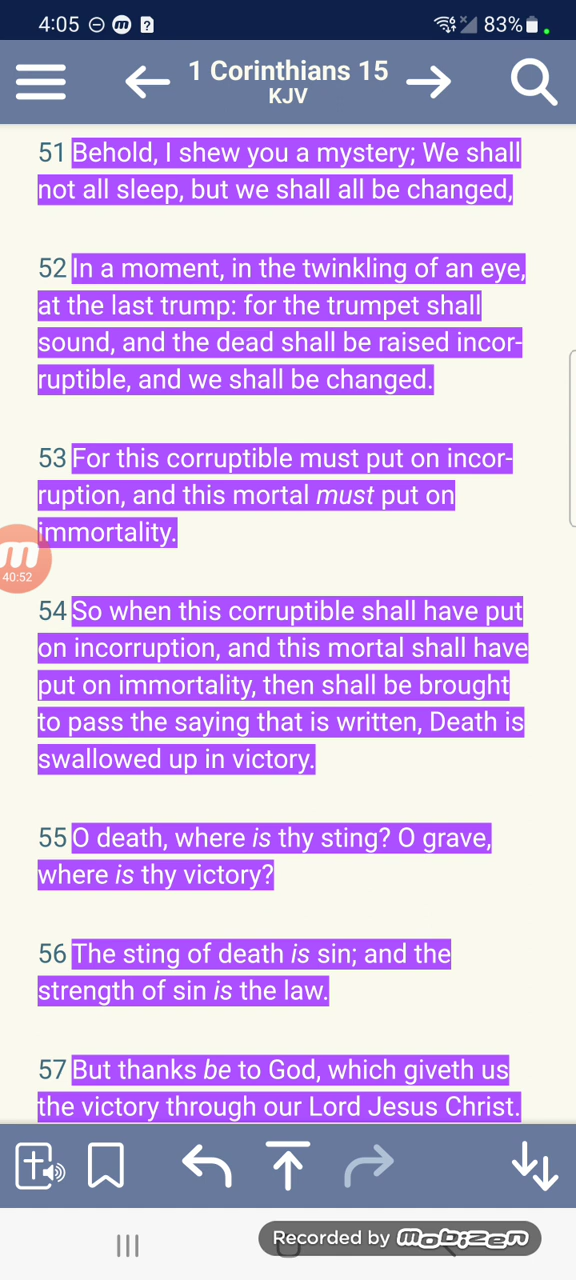 4:05 83%
1 Corinthians 15
KJV
51 Behold, I shew you a mystery; We shall
not all sleep, but we shall all be changed,
52 In a moment, in the twinkling of an eye,
at the last trump: for the trumpet shall
sound, and the dead shall be raised incor-
ruptible, and we shall be changed.
53 For this corruptible must put on incor-
ruption, and this mortal must put on
immortality.
40:52
54 So when this corruptible shall have put
on incorruption, and this mortal shall have
put on immortality, then shall be brought
to pass the saying that is written, Death is
swallowed up in victory.
55 O death, where is thy sting? O grave,
where is thy victory?
56 The sting of death is sin; and the
strength of sin is the law.
57 But thanks be to God, which giveth us
the victory through our Lord Jesus Christ.
Recorded by mobizen